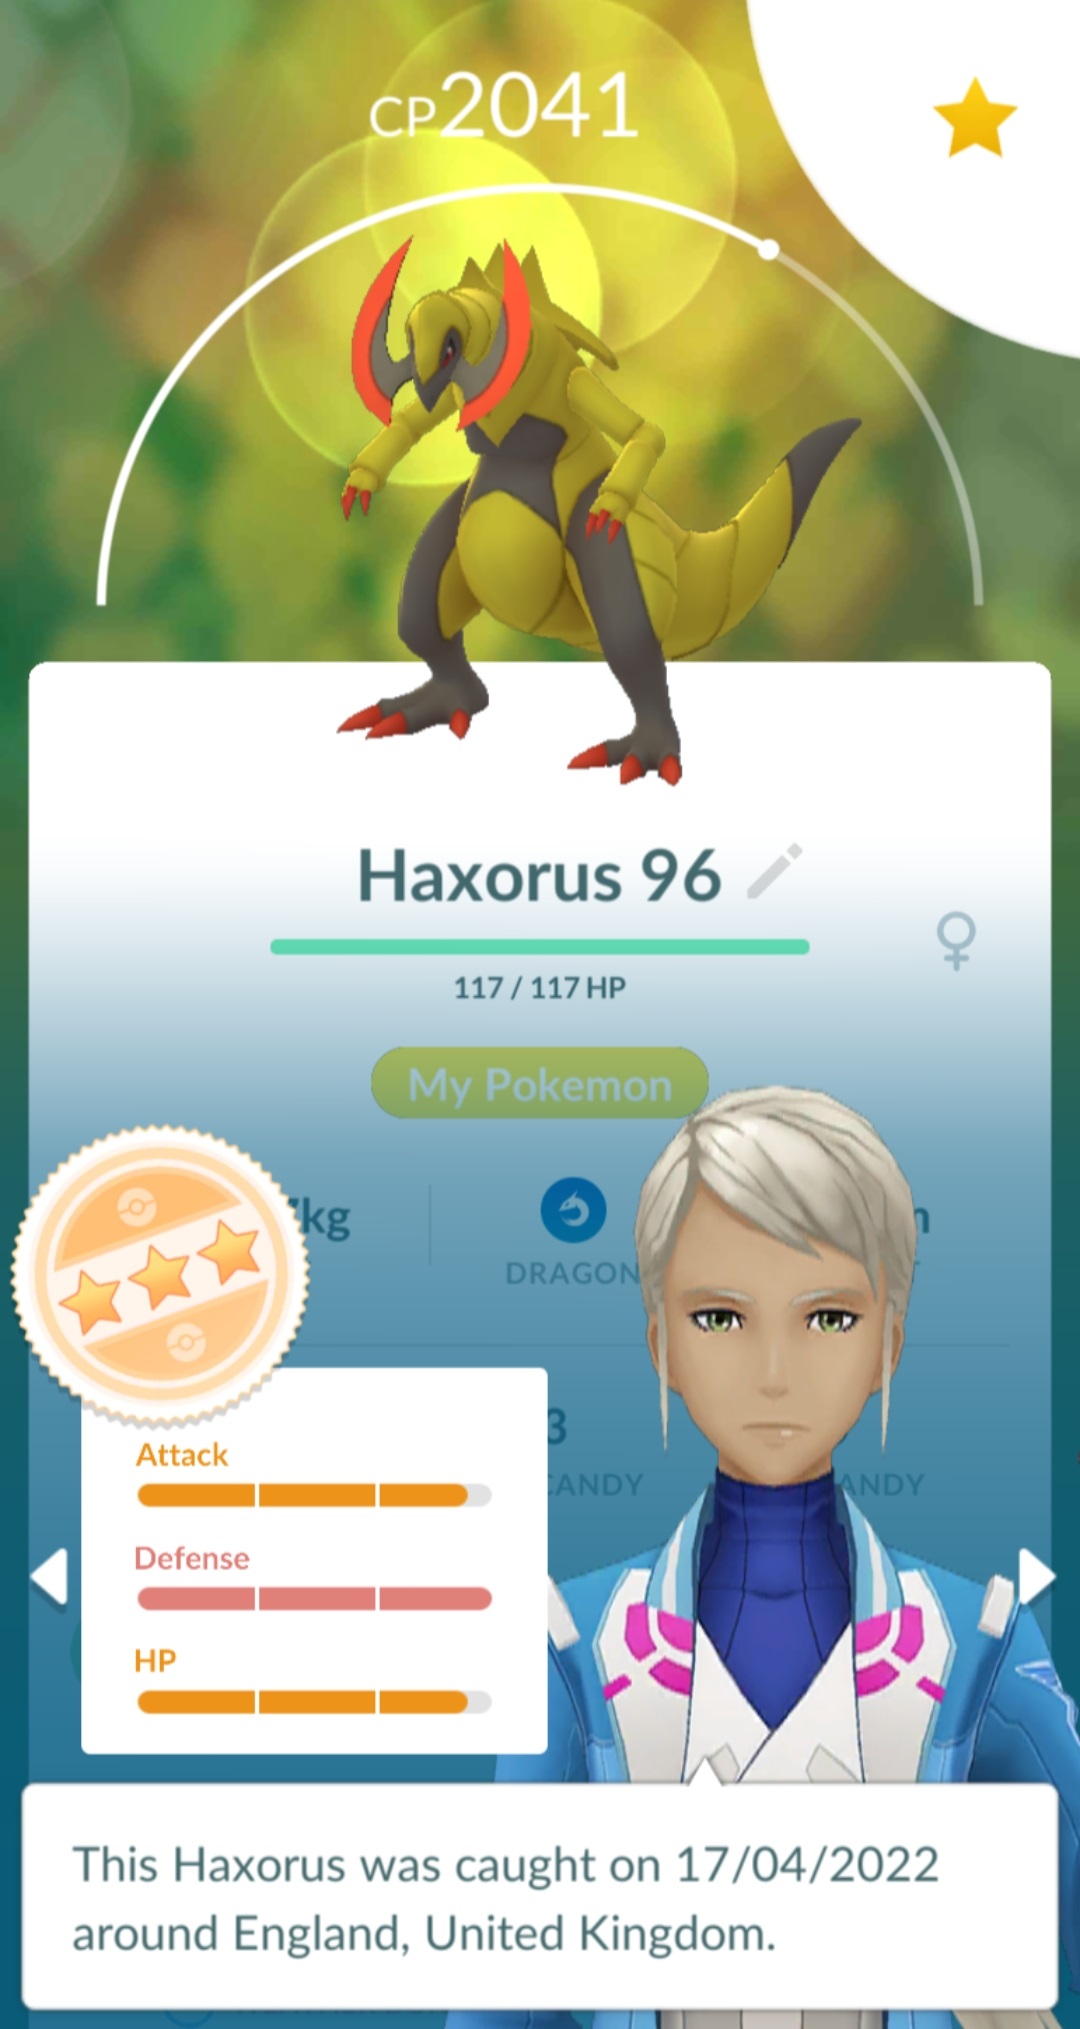 CP2041
Haxorus 96
117 / 117 HP
My Pokemon
kg
DRAGON
3
CANDY
ANDY
Attack
Defense
HP
This Haxorus was caught on 17/04/2022
around England, United Kingdom.